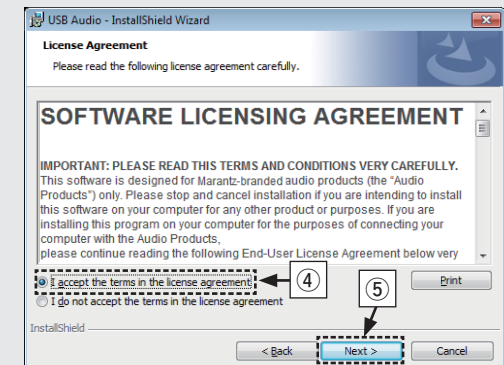 USB Audio - InstallShield Wizard
License Agreement
Please read the following license agreement carefully.
SOFTWARE LICENSING AGREEMENT
IMPORTANT: PLEASE READ THIS TERMS AND CONDITIONS VERY CAREFULLY.
This software is designed for Marantz-branded audio products (the “Audio
Products”) only. Please stop and cancel installation if you are intending to install
this software on your computer for any other product or purposes. If you are
installing this program on your computer for the purposes of connecting your
computer with the Audio Products,
please continue reading the following End-User License Agreement below very
I accept the terms in the license agreement
④
Print
I do not accept the terms in the license agreement
⑤
InstallShield
< Back
Next >
Cancel